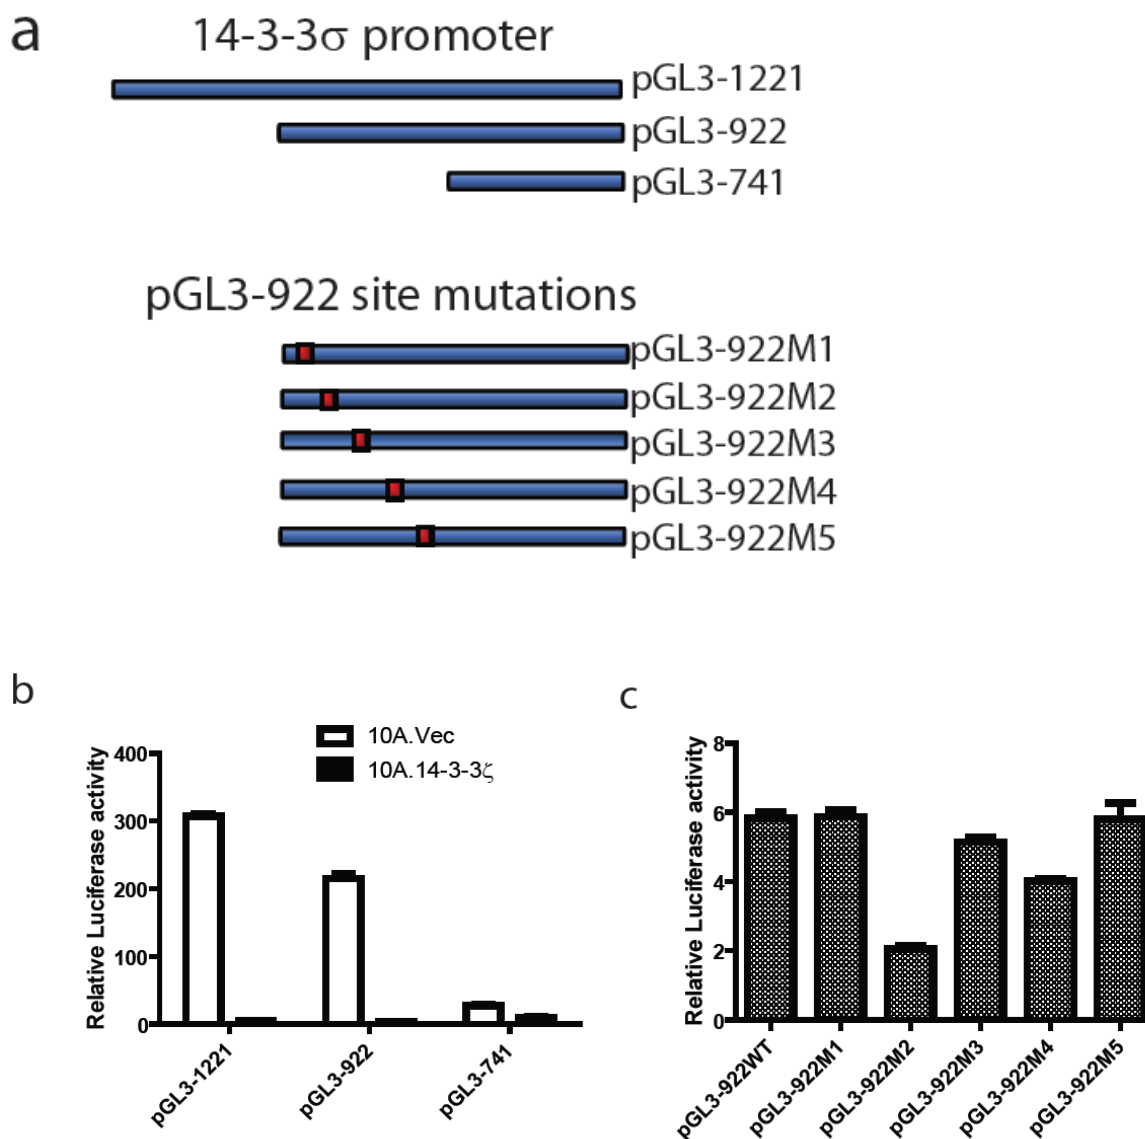 a
14-3-3σ promoter
pGL3-1221
pGL3-922
pGL3-741
pGL3-922 site mutations
pGL3-922M1
pGL3-922M2
pGL3-922M3
pGL3-922M4
pGL3-922M5
b
10A.Vec
10A.14-3-3ζ
Relative Luciferase activity
400
300
200
100
0
pGL3-1221
pGL3-922
pGL3-741
c
Relative Luciferase activity
8
6
4
2
0
pGL3-922WT
pGL3-922M1
pGL3-922M2
pGL3-922M3
pGL3-922M4
pGL3-922M5